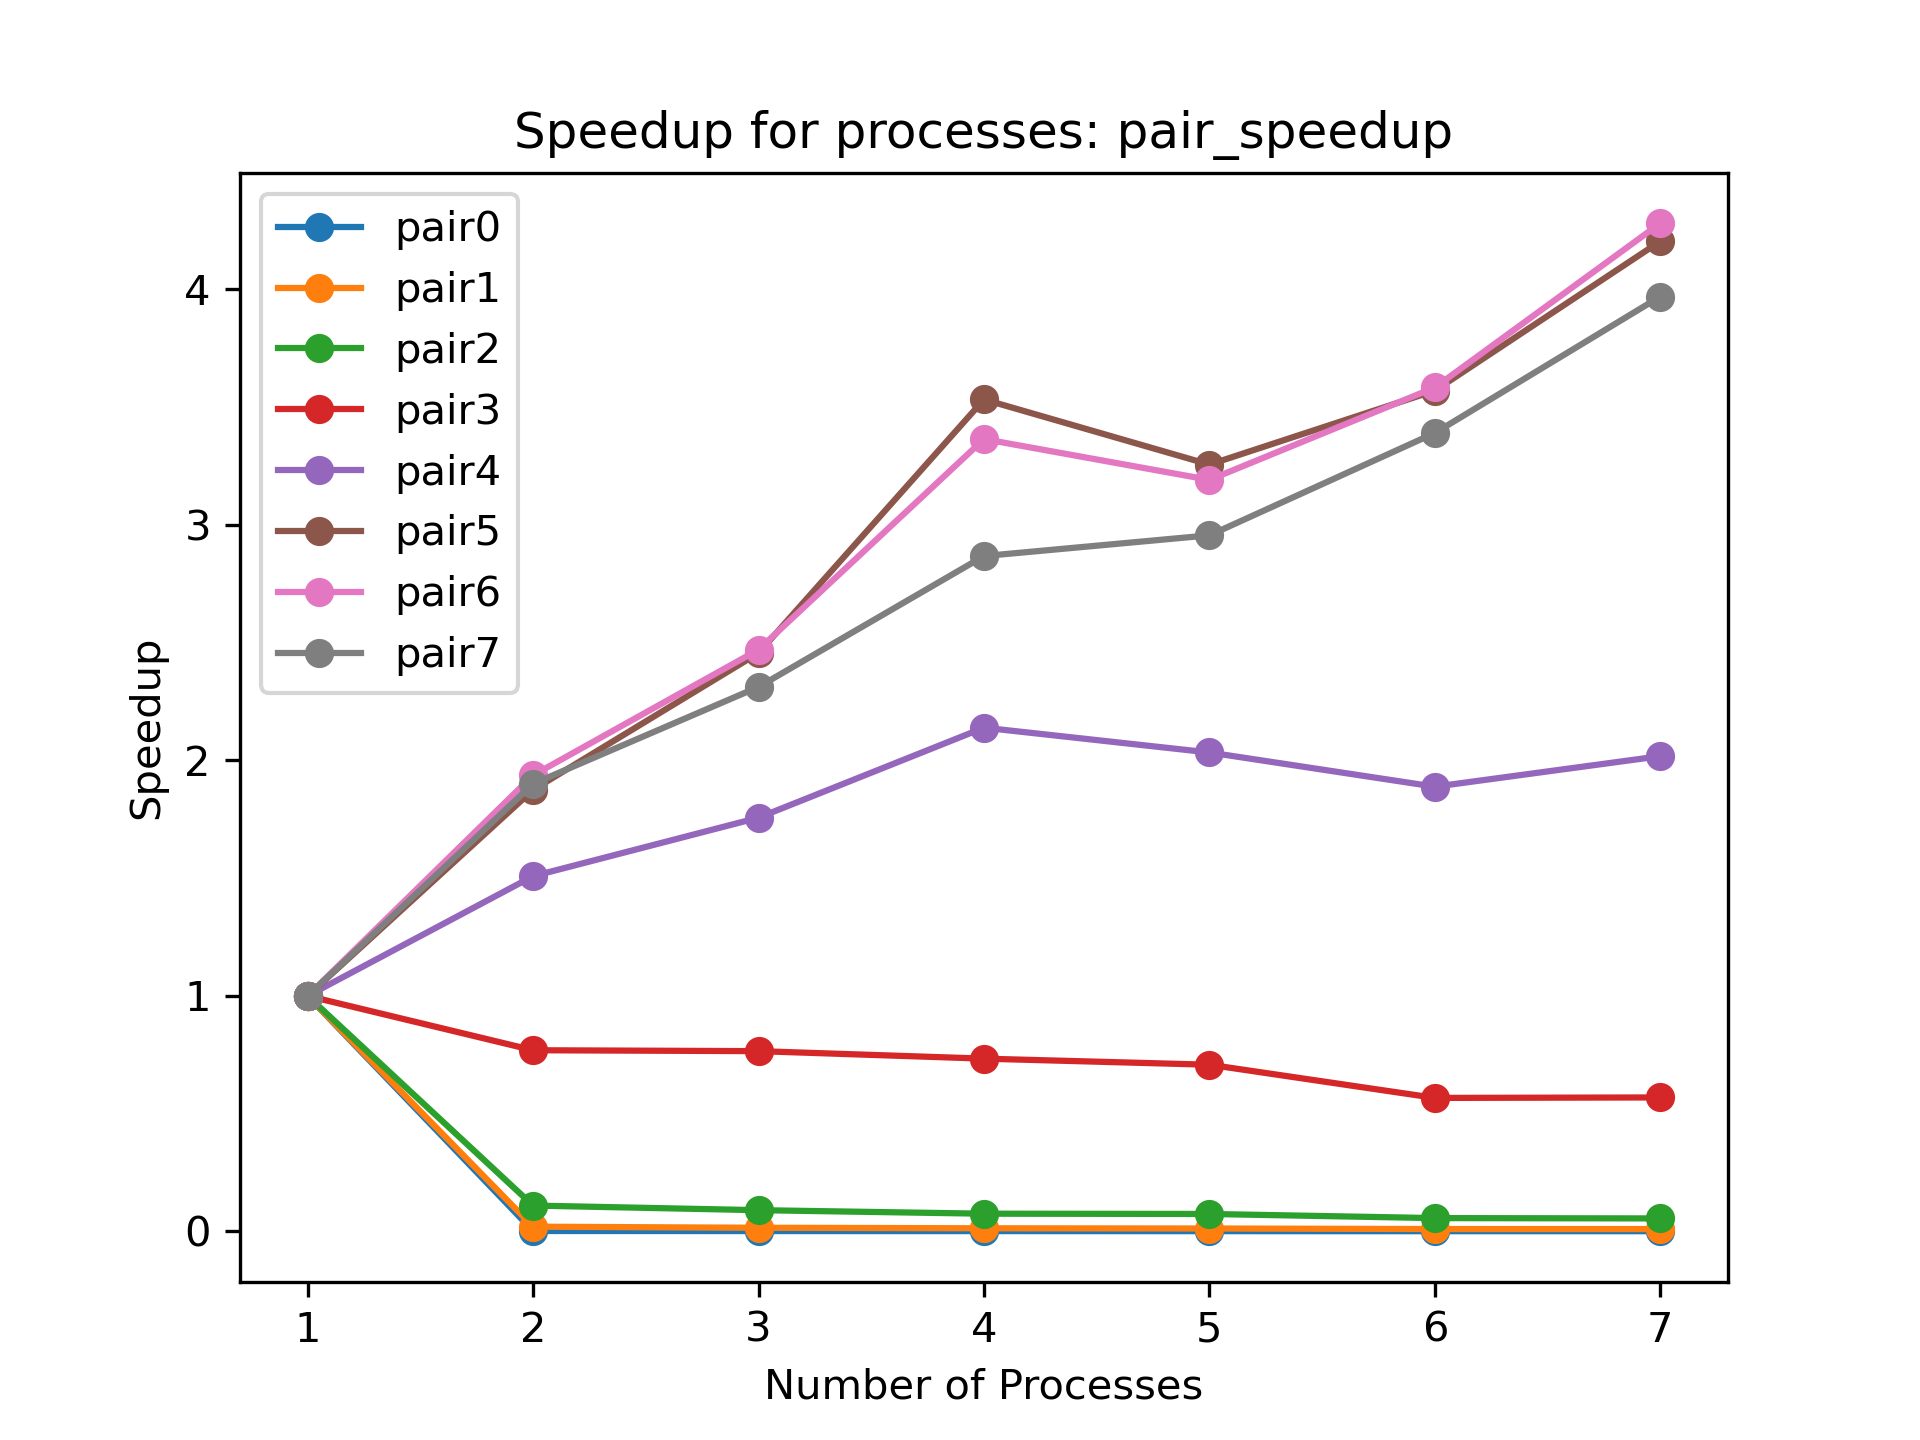 Speedup for processes: pair_speedup
pair0
pair1
pair2
pair3
pair4
pair5
pair6
pair7
Speedup
4
3
2
1
0
1 2 3 4 5 6 7
Number of Processes